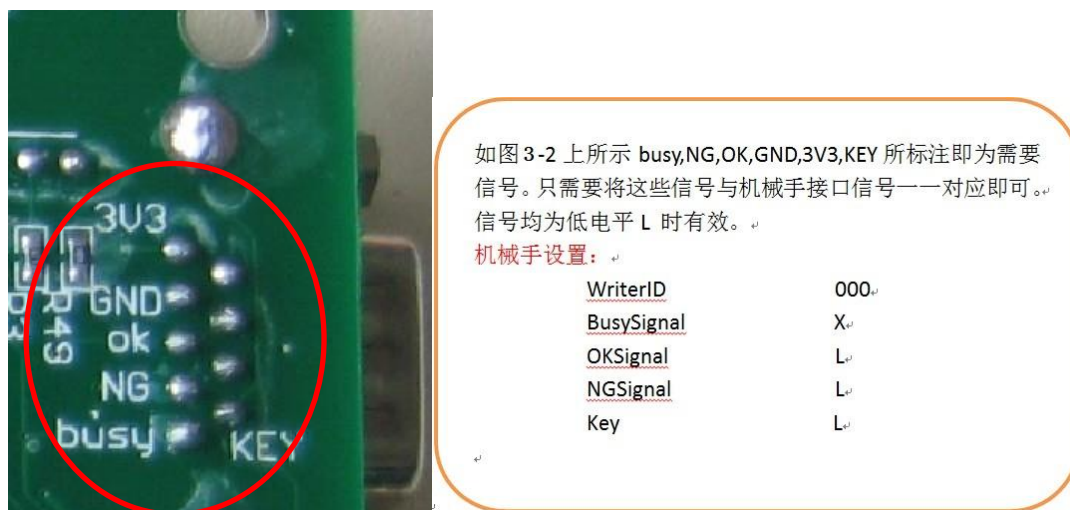 3V3
GND
ok
NG
busy
KEY
R49
如图3-2 上所示 busy,NG,OK,GND,3V3,KEY 所标注即为需要
信号。只需要将这些信号与机械手接口信号一一对应即可。
信号均为低电平 L 时有效。
机械手设置：
WriterID 000
BusySignal X
OKSignal L
NGSignal L
Key L